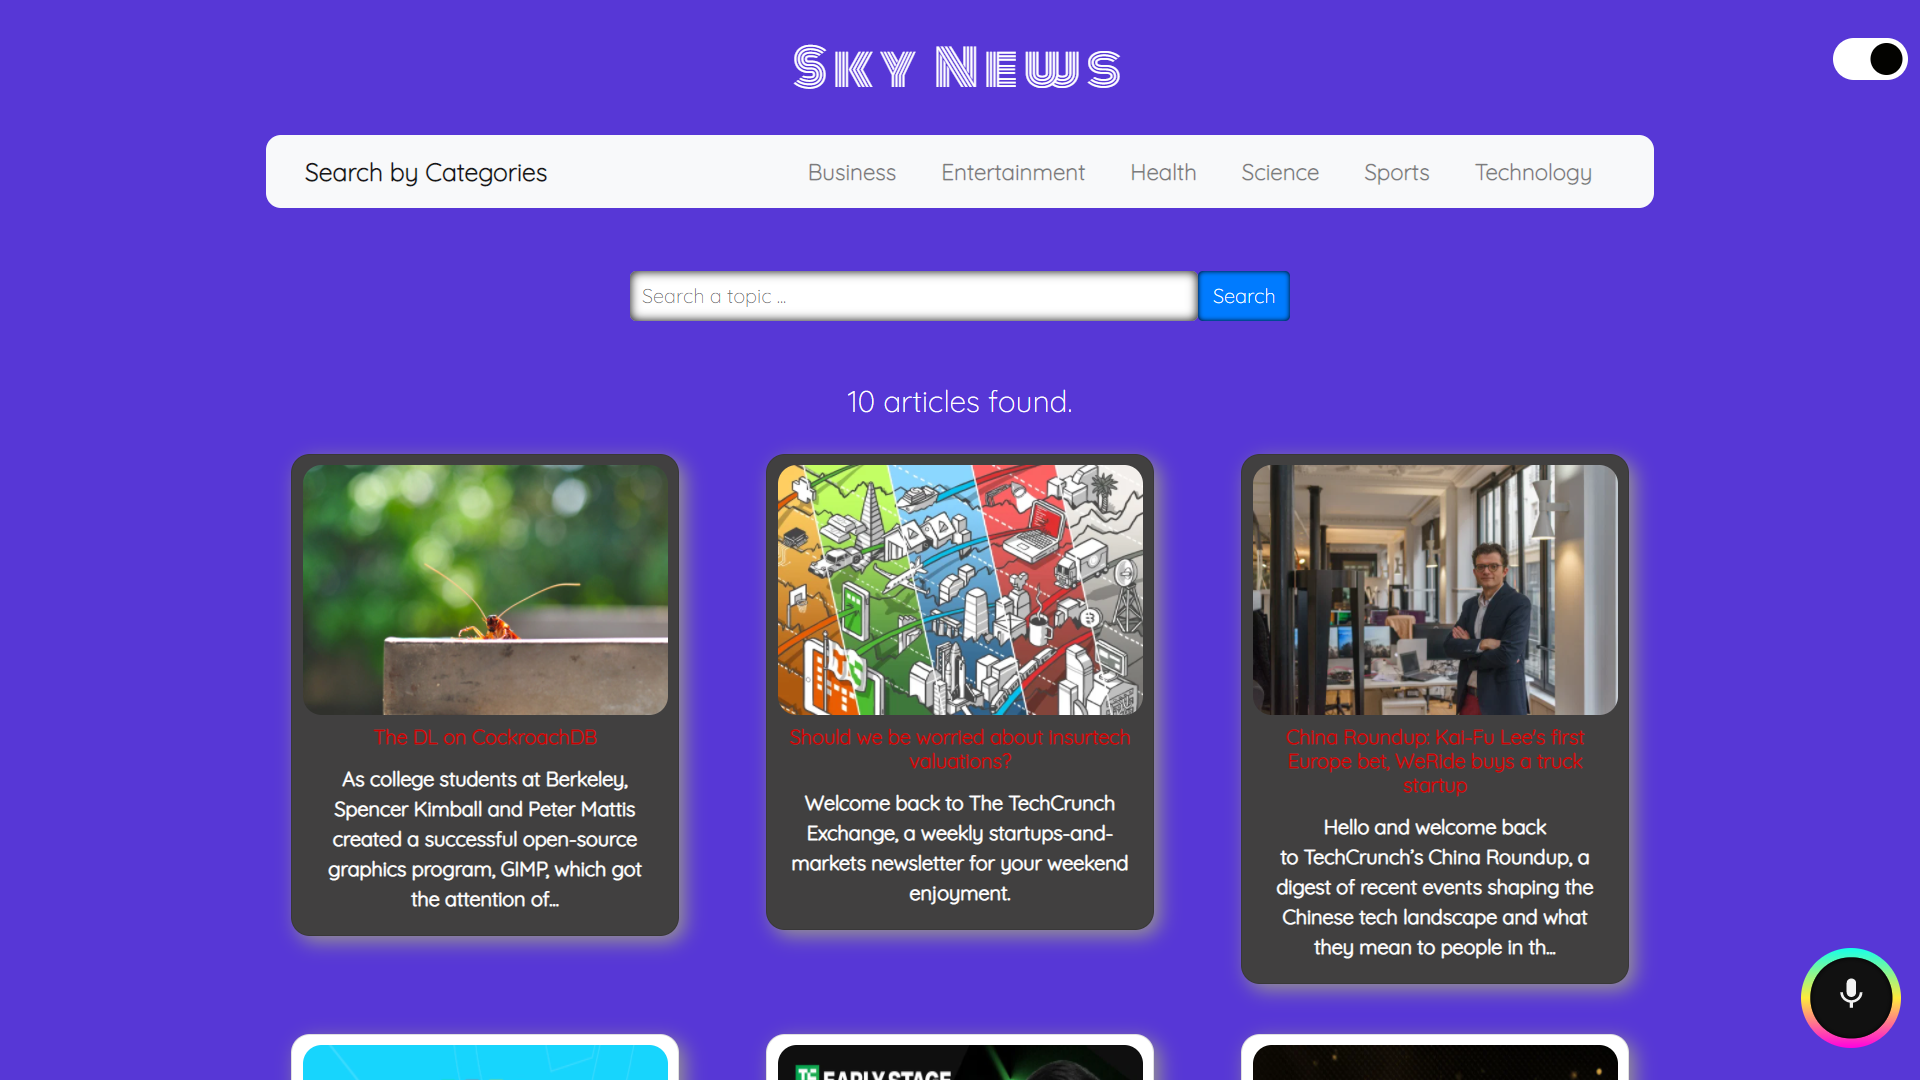 Sky News
Search by Categories
Business
Entertainment
Health
Science
Sports
Technology
Search a topic ...
Search
10 articles found.
The DL on CockroachDB
As college students at Berkeley,
Spencer Kimball and Peter Mattis
created a successful open-source
graphics program, GIMP, which got
the attention of...
Should we be worried about insurtech
valuations?
Welcome back to The TechCrunch
Exchange, a weekly startups-and-
markets newsletter for your weekend
enjoyment.
China Roundup: Kai-Fu Lee's first
Europe bet, WeRide buys a truck
startup
Hello and welcome back
to TechCrunch’s China Roundup, a
digest of recent events shaping the
Chinese tech landscape and what
they mean to people in th...
EARLY STAGE